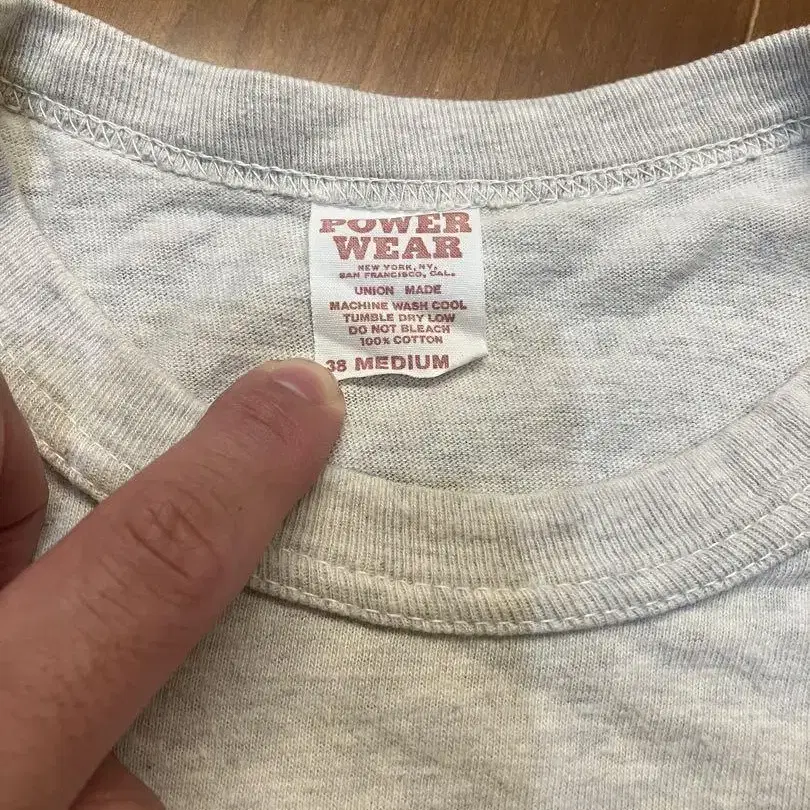 POWER
WEAR
NEW YORK, NY.
SAN FRANCISCO, CAL.
UNION MADE
MACHINE WASH COOL
TUMBLE DRY LOW
DO NOT BLEACH
100% COTTON
38 MEDIUM